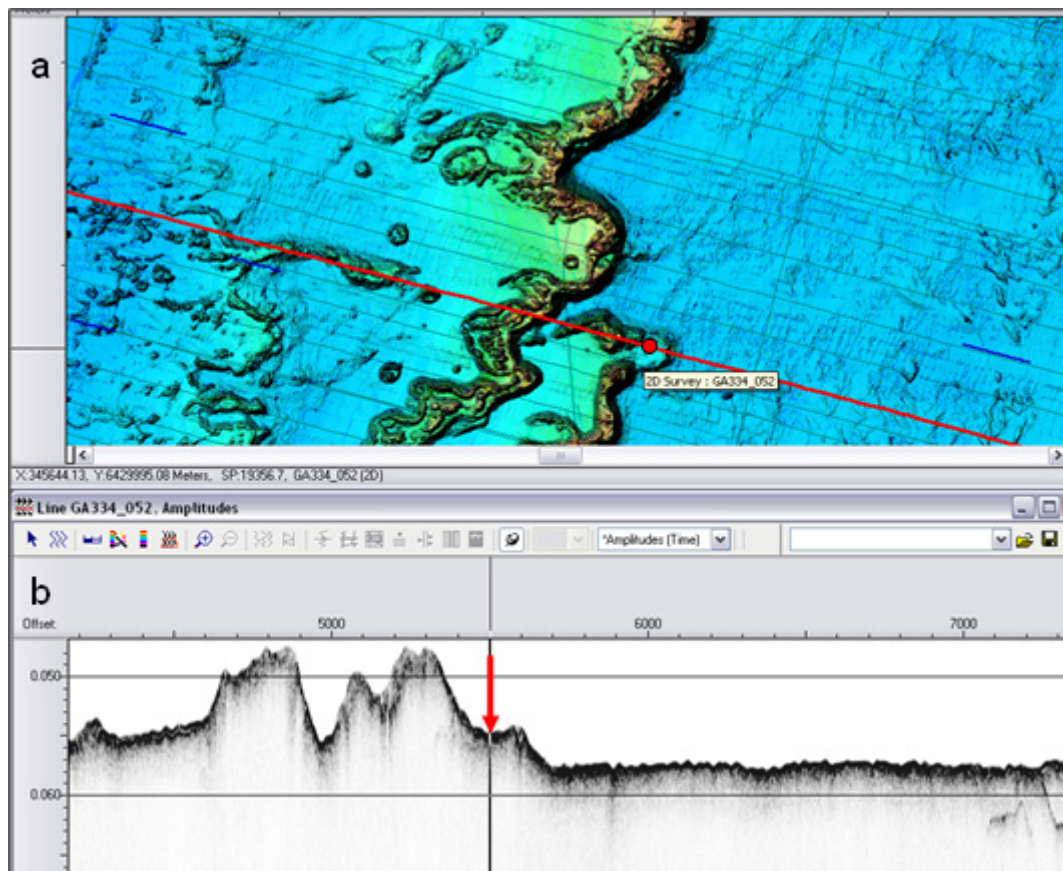 a
2D Survey : GA334_052
X:345644.13, Y:6429995.08 Meters, SP:19356.7, GA334_052 (2D)
Line GA334_052, Amplitudes
*Amplitudes (Time)
b
Offset: 5000 6000 7000
0.050
0.060